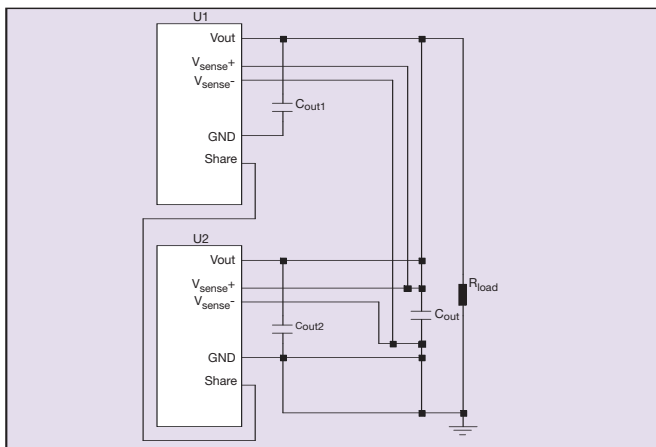 U1
Vout
Vsense+
Vsense-
Cout1
GND
Share
U2
Vout
Vsense+
Vsense-
Rload
Cout
Cout2
GND
Share